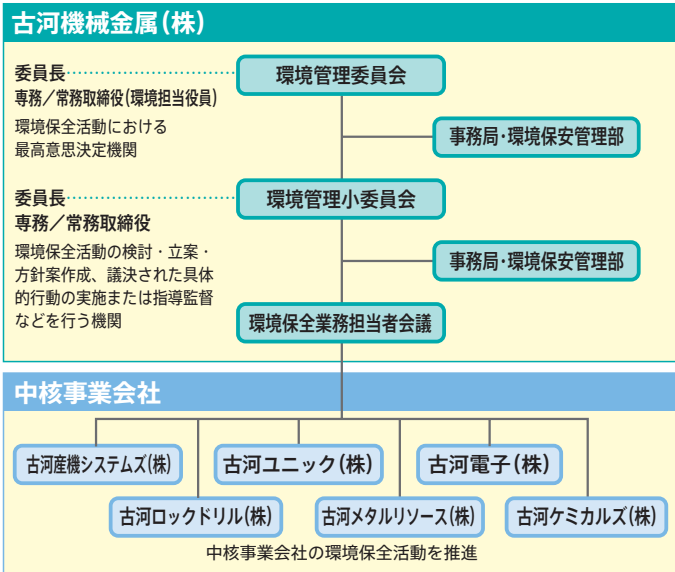 古河機械金属(株)
委員長
環境管理委員会
専務／常務取締役(環境担当役員)
環境保全活動における
最高意思決定機関
事務局・環境保安管理部
委員長
環境管理小委員会
専務／常務取締役
環境保全活動の検討・立案・
方針案作成、議決された具体
的行動の実施または指導監督
などを行う機関
事務局・環境保安管理部
環境保全業務担当者会議
中核事業会社
古河産機システムズ(株)
古河ユニック(株)
古河電子(株)
古河ロックドリル(株)
古河メタルリソース(株)
古河ケミカルズ(株)
中核事業会社の環境保全活動を推進